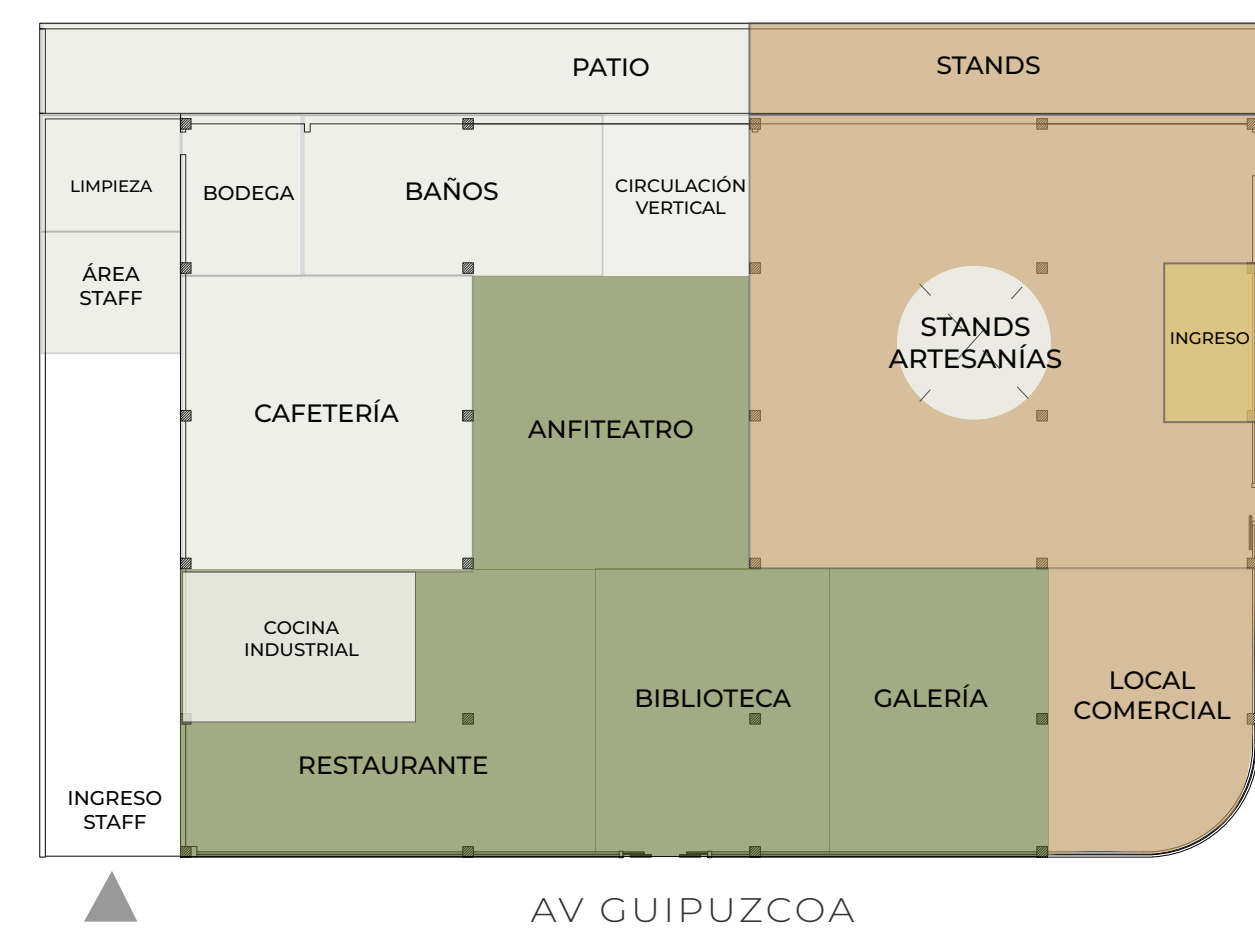 PATIO
STANDS
LIMPIEZA
BODEGA
BAÑOS
CIRCULACIÓN
VERTICAL
ÁREA
STAFF
STANDS
ARTESANÍAS
INGRESO
CAFETERÍA
ANFITEATRO
COCINA
INDUSTRIAL
BIBLIOTECA
GALERÍA
LOCAL
COMERCIAL
RESTAURANTE
INGRESO
STAFF
AV GUIPUZCOA